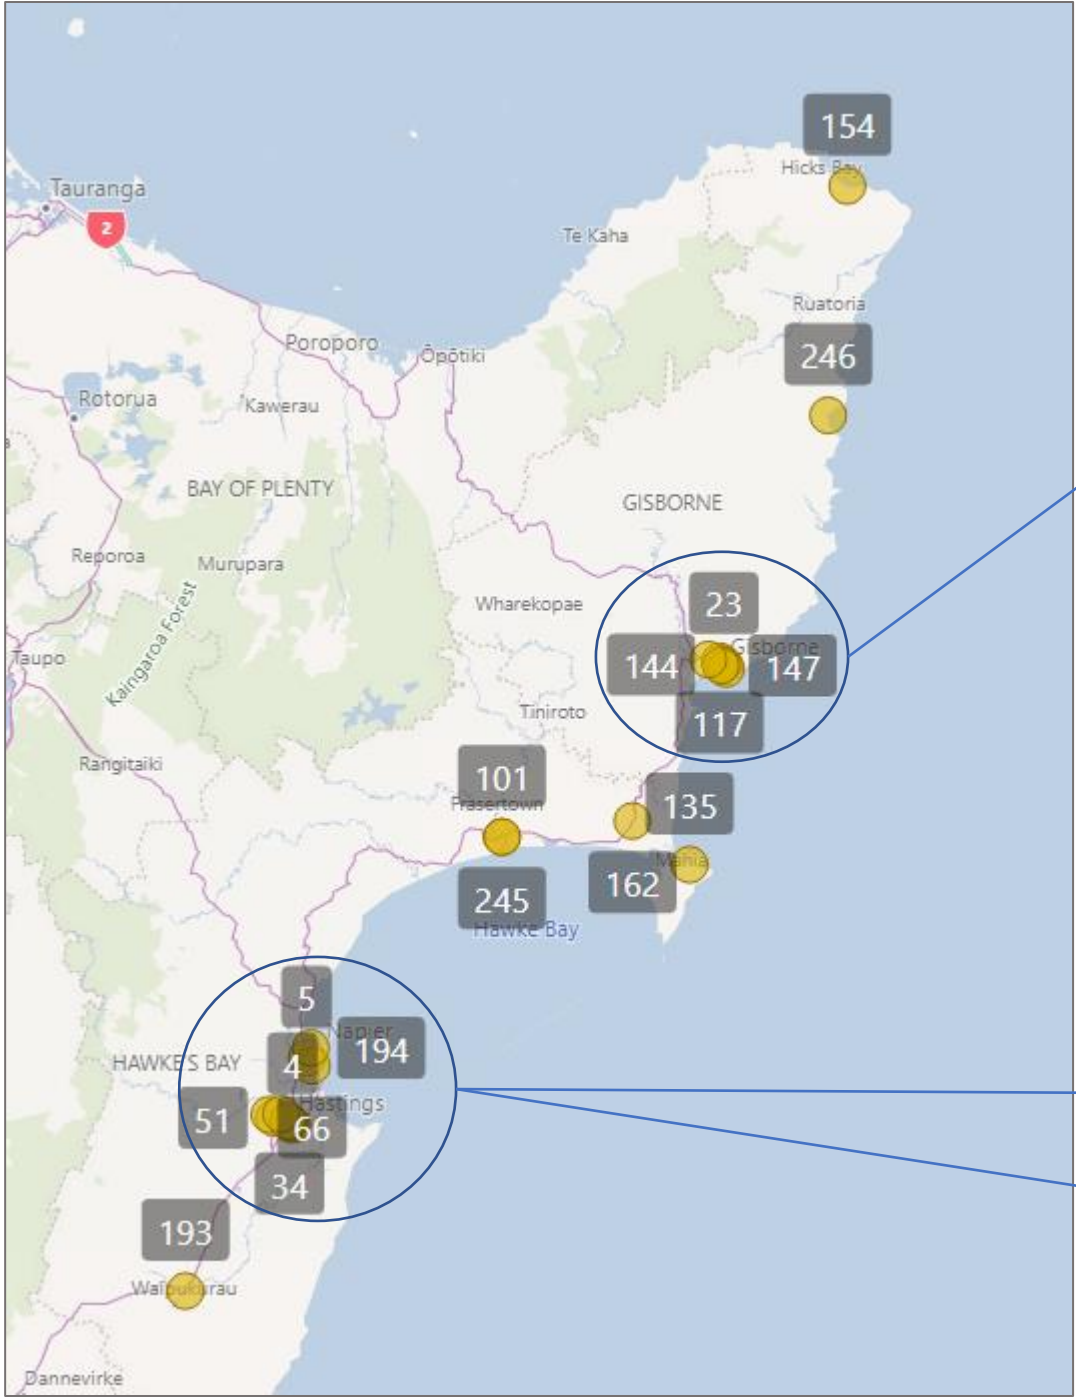 154
Hicks Bay
Tauranga
2
Te Kaha
Ruatoria
246
Poroporo
Ōpōtiki
Rotorua
Kawerau
BAY OF PLENTY
GISBORNE
Reporoa
Murupara
Kaingaroa Forest
Wharekopae
23
Gisborne
144
147
Taupo
Tiniroto
117
Rangitaiki
101
Frasertown
135
Mahia
162
245
Hawke Bay
5
Napier
194
4
HAWKE'S BAY
Hastings
51
66
34
193
Waipukurau
Dannevirke